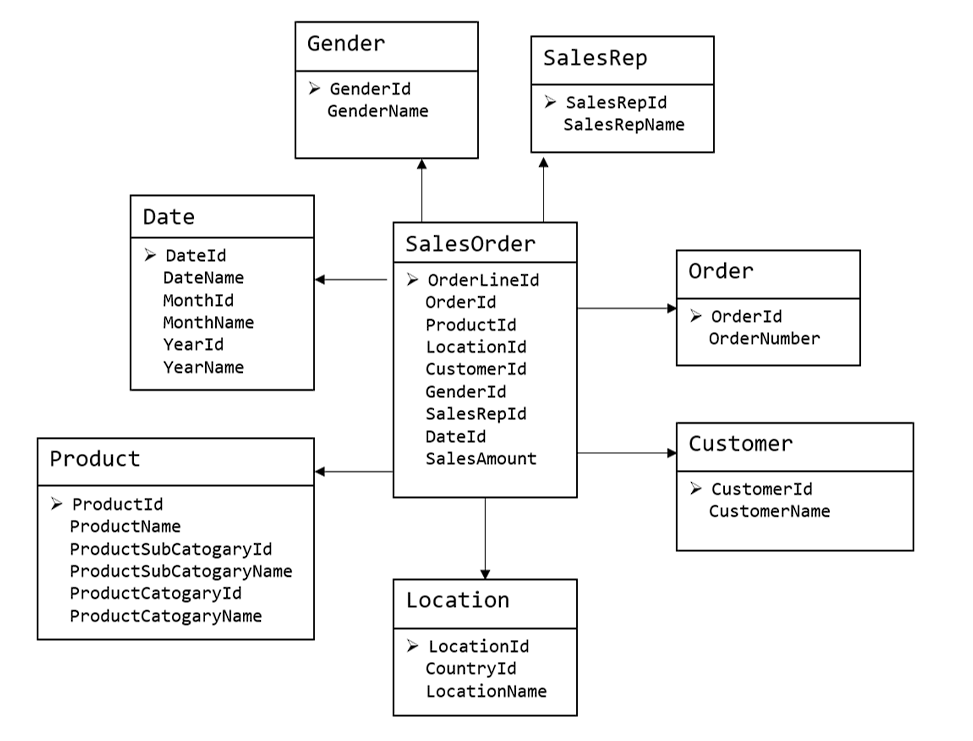 Gender
GenderId
GenderName
SalesRep
SalesRepId
SalesRepName
Date
DateId
DateName
MonthId
MonthName
YearId
YearName
SalesOrder
OrderLineId
OrderId
ProductId
LocationId
CustomerId
GenderId
SalesRepId
DateId
SalesAmount
Order
OrderId
OrderNumber
Product
ProductId
ProductName
ProductSubCatogaryId
ProductSubCatogaryName
ProductCatogaryId
ProductCatogaryName
Customer
CustomerId
CustomerName
Location
LocationId
CountryId
LocationName